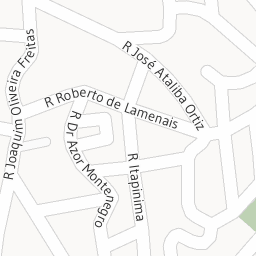 R José Ataliba Ortiz
R Joaquim Oliveira Freitas
R Roberto de Lamenais
R Dr Azor Montenegro
R Itapinima